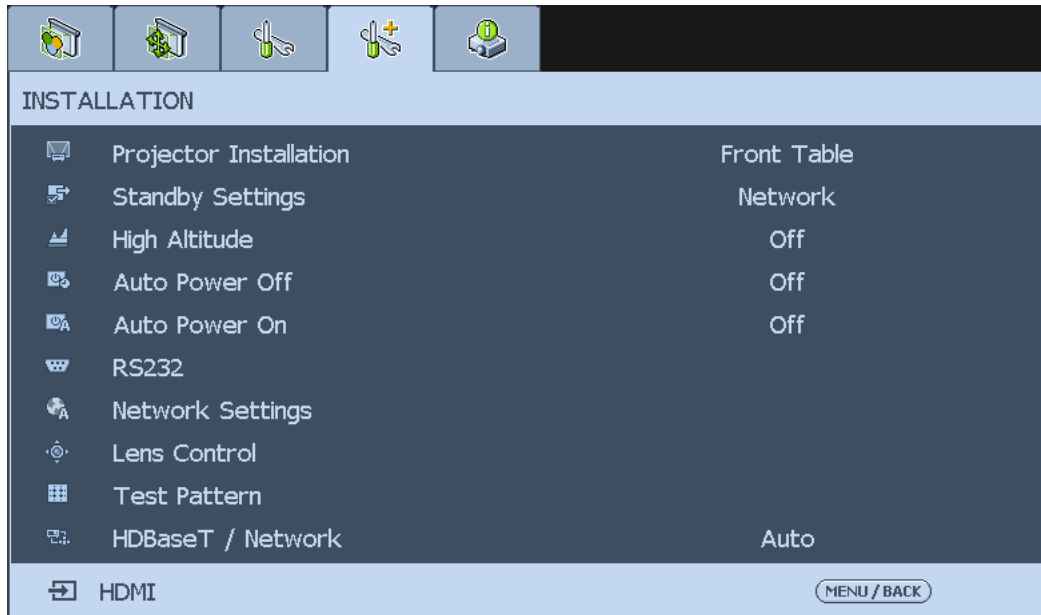 INSTALLATION
Projector Installation Front Table
Standby Settings Network
High Altitude Off
Auto Power Off Off
Auto Power On Off
RS232
Network Settings
Lens Control
Test Pattern
HDBaseT / Network Auto
HDMI MENU / BACK